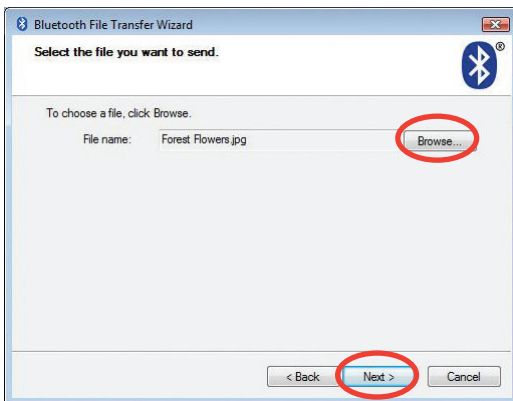 Bluetooth File Transfer Wizard
Select the file you want to send.
®
To choose a file, click Browse.
File name: Forest Flowers.jpg Browse...
< Back Next > Cancel